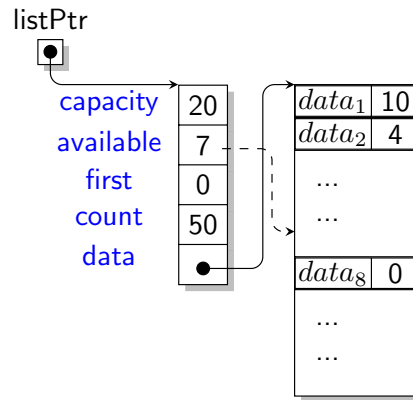 listPtr
capacity 20
available 7
first 0
count 50
data
data₁ 10
data₂ 4
...
...
data₈ 0
...
...